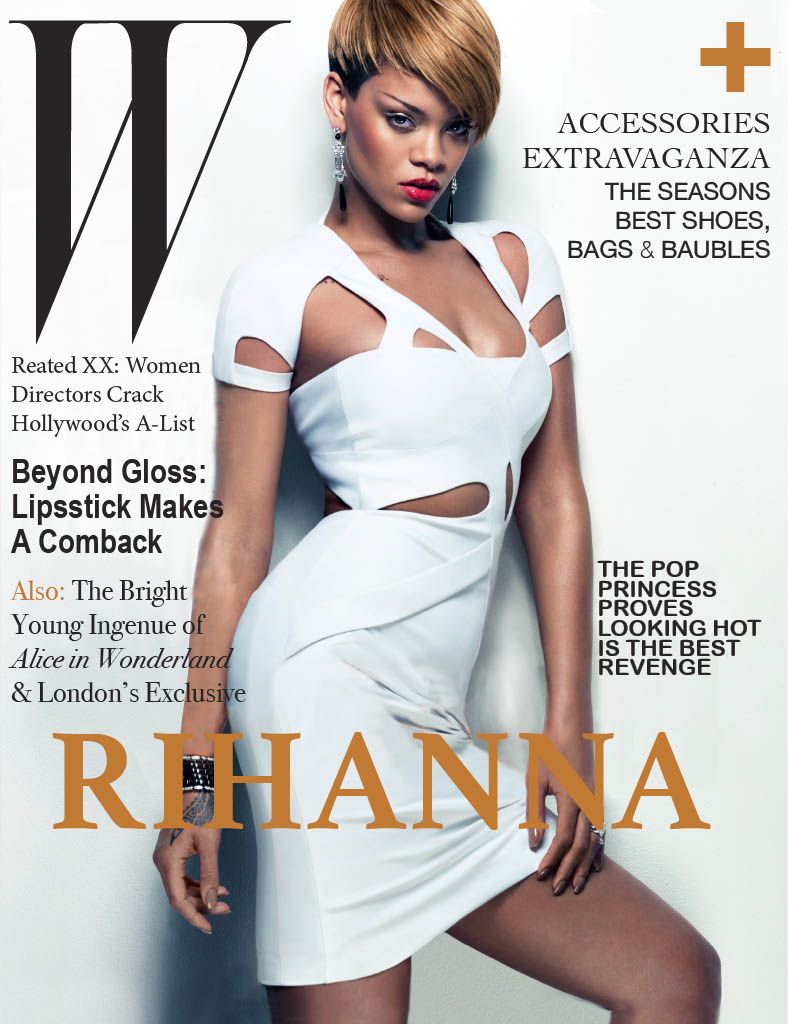 W
+
ACCESSORIES
EXTRAVAGANZA
THE SEASONS
BEST SHOES,
BAGS & BAUBLES
Reated XX: Women
Directors Crack
Hollywood's A-List
Beyond Gloss:
Lipsstick Makes
A Comback
Also: The Bright
Young Ingenue of
Alice in Wonderland
& London's Exclusive
THE POP
PRINCESS
PROVES
LOOKING HOT
IS THE BEST
REVENGE
RIHANNA